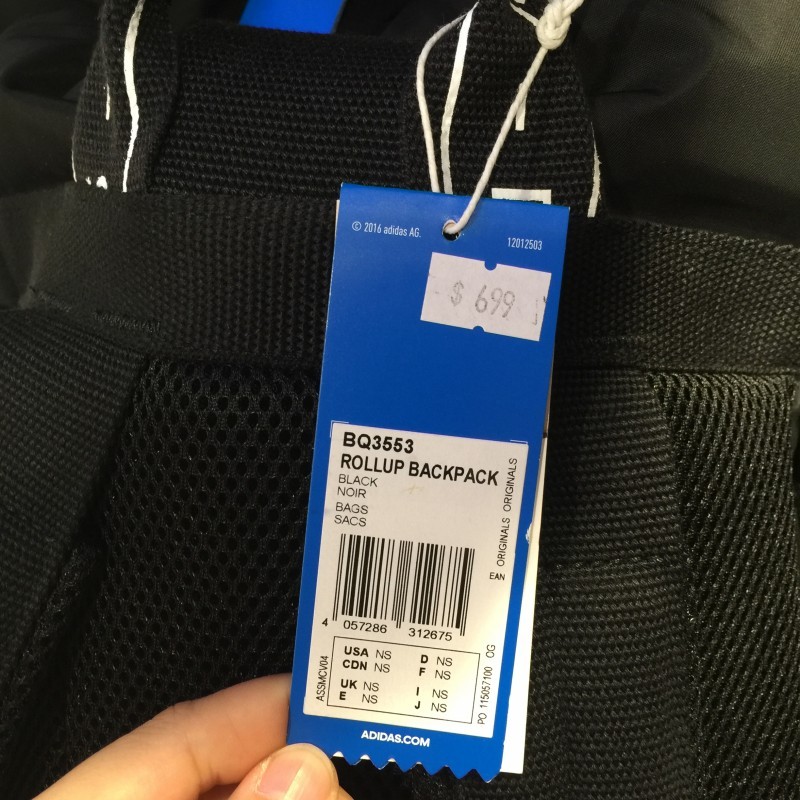 © 2016 adidas AG.
12012503
$ 699
BQ3553
ROLLUP BACKPACK
BLACK
NOIR
BAGS
SACS
ORIGINALS ORIGINALS
EAN
4 057286 312675
ASSMCV04
USA NS D NS
CDN NS F NS
UK NS I NS
E NS J NS
PO 115057100 CG
ADIDAS.COM